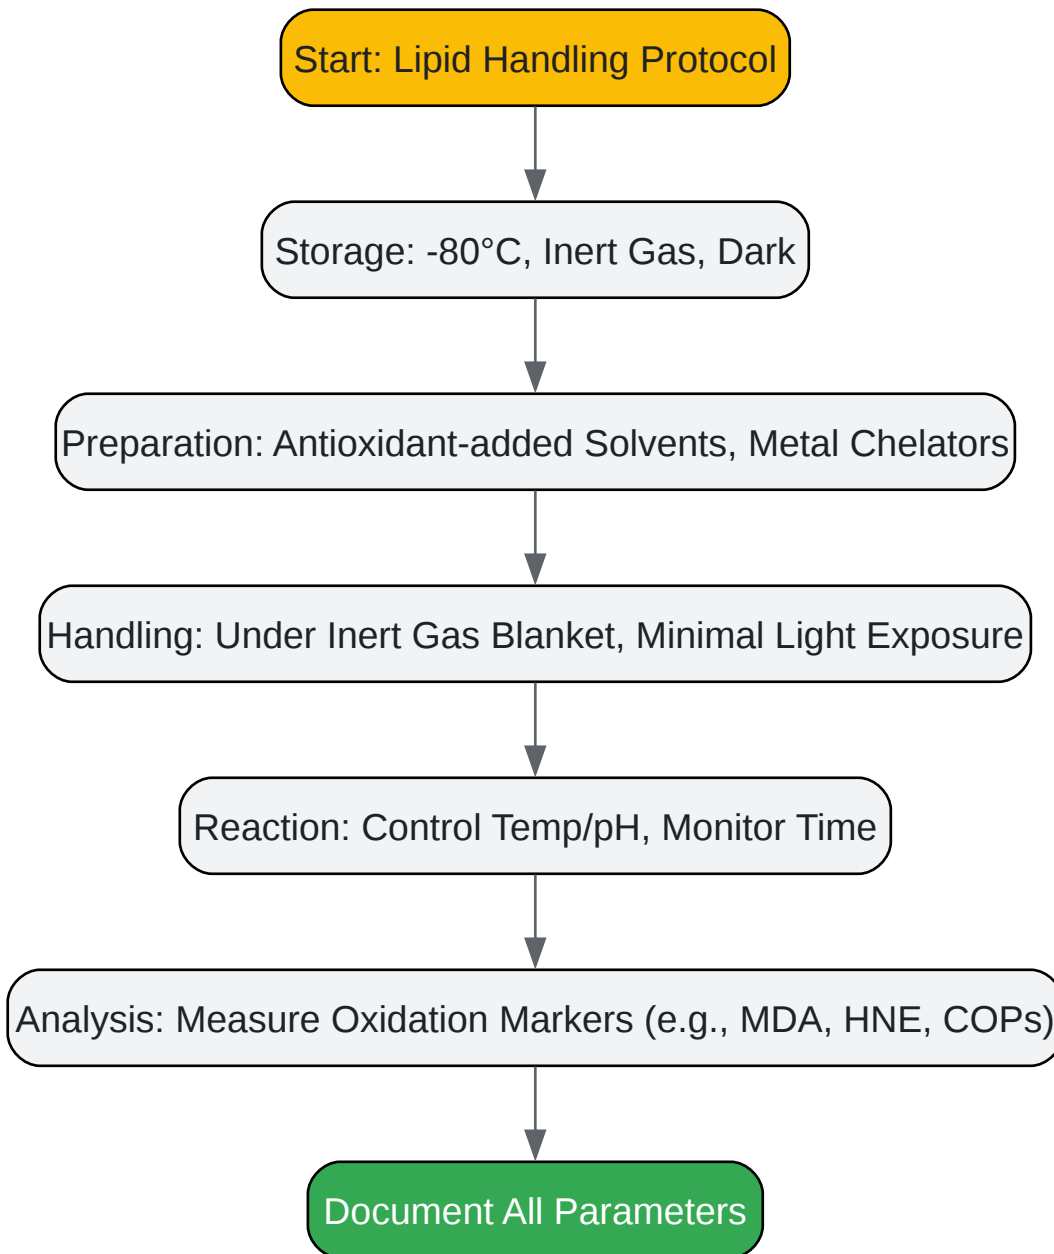 Start: Lipid Handling Protocol
Storage: -80°C, Inert Gas, Dark
Preparation: Antioxidant-added Solvents, Metal Chelators
Handling: Under Inert Gas Blanket, Minimal Light Exposure
Reaction: Control Temp/pH, Monitor Time
Analysis: Measure Oxidation Markers (e.g., MDA, HNE, COPs)
Document All Parameters